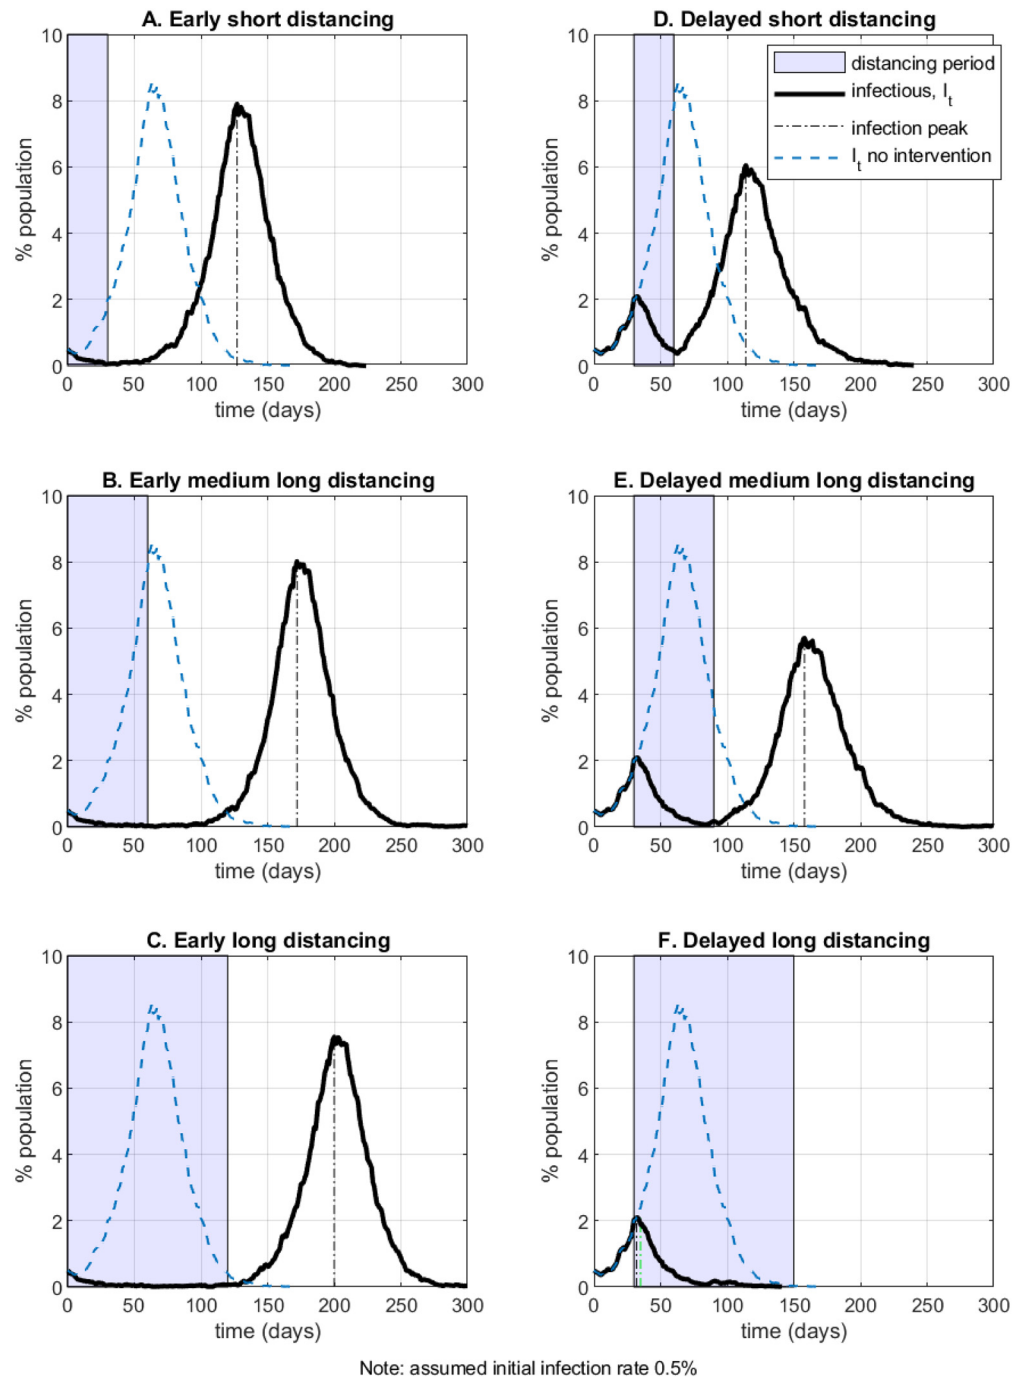 A. Early short distancing
% population
10
8
6
4
2
0
0 50 100 150 200 250 300
time (days)
D. Delayed short distancing
distancing period
infectious, I_t
infection peak
I_t no intervention
% population
10
8
6
4
2
0
0 50 100 150 200 250 300
time (days)
B. Early medium long distancing
% population
10
8
6
4
2
0
0 50 100 150 200 250 300
time (days)
E. Delayed medium long distancing
% population
10
8
6
4
2
0
0 50 100 150 200 250 300
time (days)
C. Early long distancing
% population
10
8
6
4
2
0
0 50 100 150 200 250 300
time (days)
F. Delayed long distancing
% population
10
8
6
4
2
0
0 50 100 150 200 250 300
time (days)
Note: assumed initial infection rate 0.5%